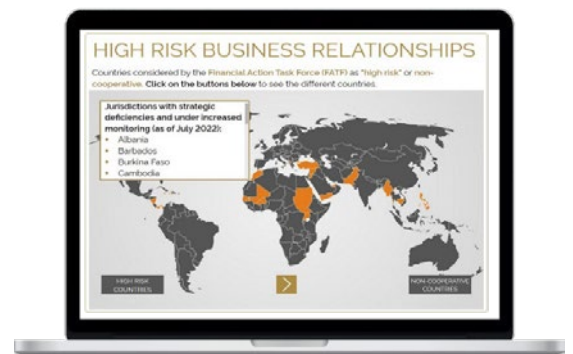 HIGH RISK BUSINESS RELATIONSHIPS
Countries considered by the Financial Action Task Force (FATF) as "high risk" or non-
cooperative. Click on the buttons below to see the different countries.
Jurisdictions with strategic
deficiencies and under increased
monitoring (as of July 2022):
• Albania
• Barbados
• Burkina Faso
• Cambodia
HIGH RISK
COUNTRIES
NON-COOPERATIVE
COUNTRIES